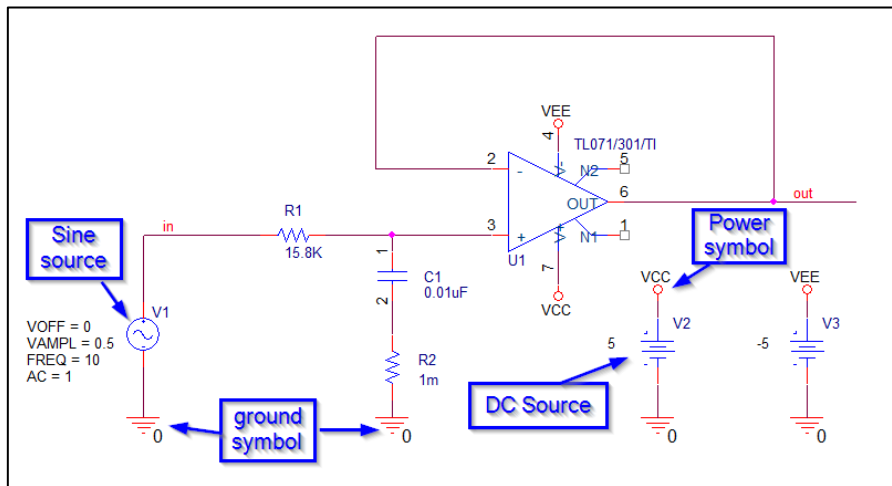 VEE
4
TL071/301/TI
V-
N2
5
2
-
6
OUT
out
R1
in
3
+
V+
N1
1
U1
15.8K
Sine
source
1
C1
0.01uF
2
7
VCC
Power
symbol
VCC
VEE
V1
V2
V3
VOFF = 0
VAMPL = 0.5
FREQ = 10
AC = 1
5
-5
R2
1m
DC Source
ground
symbol
0
0
0
0